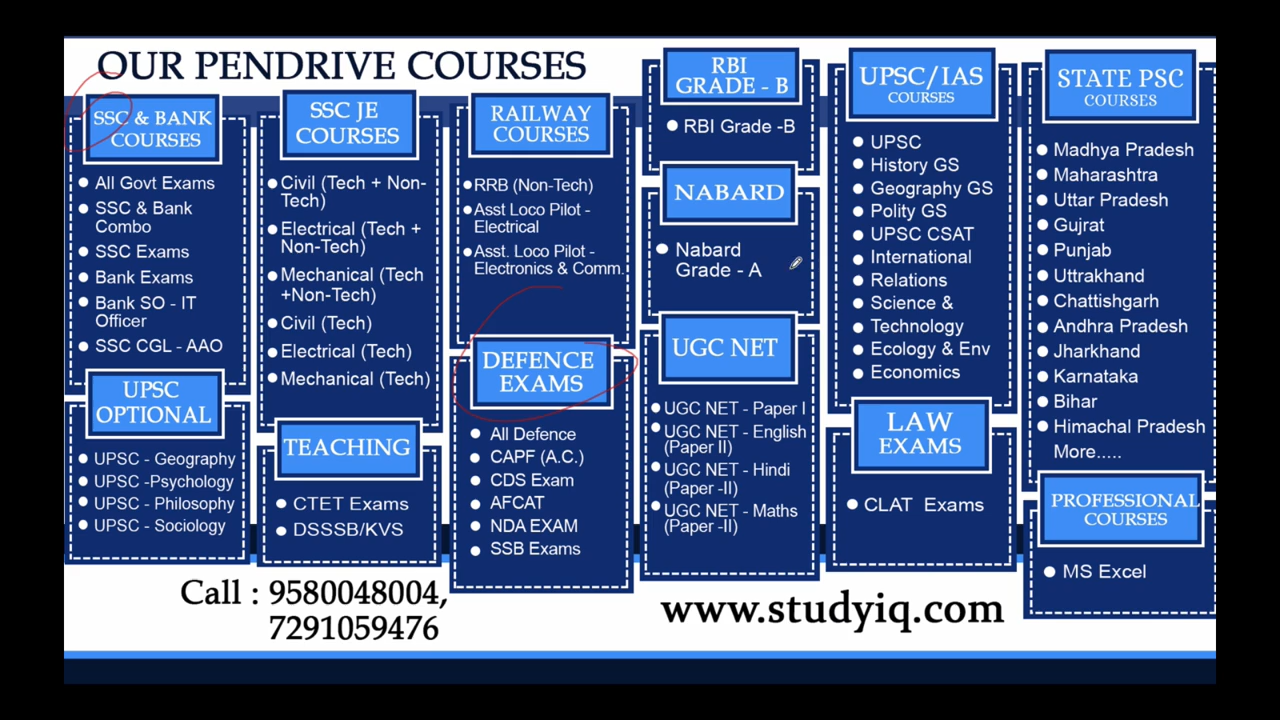 OUR PENDRIVE COURSES
SSC & BANK
COURSES
All Govt Exams
SSC & Bank
Combo
SSC Exams
Bank Exams
Bank SO - IT
Officer
SSC CGL - AAO
UPSC
OPTIONAL
UPSC - Geography
UPSC -Psychology
UPSC - Philosophy
UPSC - Sociology
SSC JE
COURSES
Civil (Tech + Non-
Tech)
Electrical (Tech +
Non-Tech)
Mechanical (Tech
+Non-Tech)
Civil (Tech)
Electrical (Tech)
Mechanical (Tech)
TEACHING
CTET Exams
DSSSB/KVS
RAILWAY
COURSES
RRB (Non-Tech)
Asst Loco Pilot -
Electrical
Asst. Loco Pilot -
Electronics & Comm.
DEFENCE
EXAMS
All Defence
CAPF (A.C.)
CDS Exam
AFCAT
NDA EXAM
SSB Exams
RBI
GRADE - B
RBI Grade -B
NABARD
Nabard
Grade - A
UGC NET
UGC NET - Paper I
UGC NET - English
(Paper II)
UGC NET - Hindi
(Paper -II)
UGC NET - Maths
(Paper -II)
UPSC/IAS
COURSES
UPSC
History GS
Geography GS
Polity GS
UPSC CSAT
International
Relations
Science &
Technology
Ecology & Env
Economics
LAW
EXAMS
CLAT Exams
STATE PSC
COURSES
Madhya Pradesh
Maharashtra
Uttar Pradesh
Gujrat
Punjab
Uttrakhand
Chattishgarh
Andhra Pradesh
Jharkhand
Karnataka
Bihar
Himachal Pradesh
More.....
PROFESSIONAL
COURSES
MS Excel
Call : 9580048004,
7291059476
www.studyiq.com